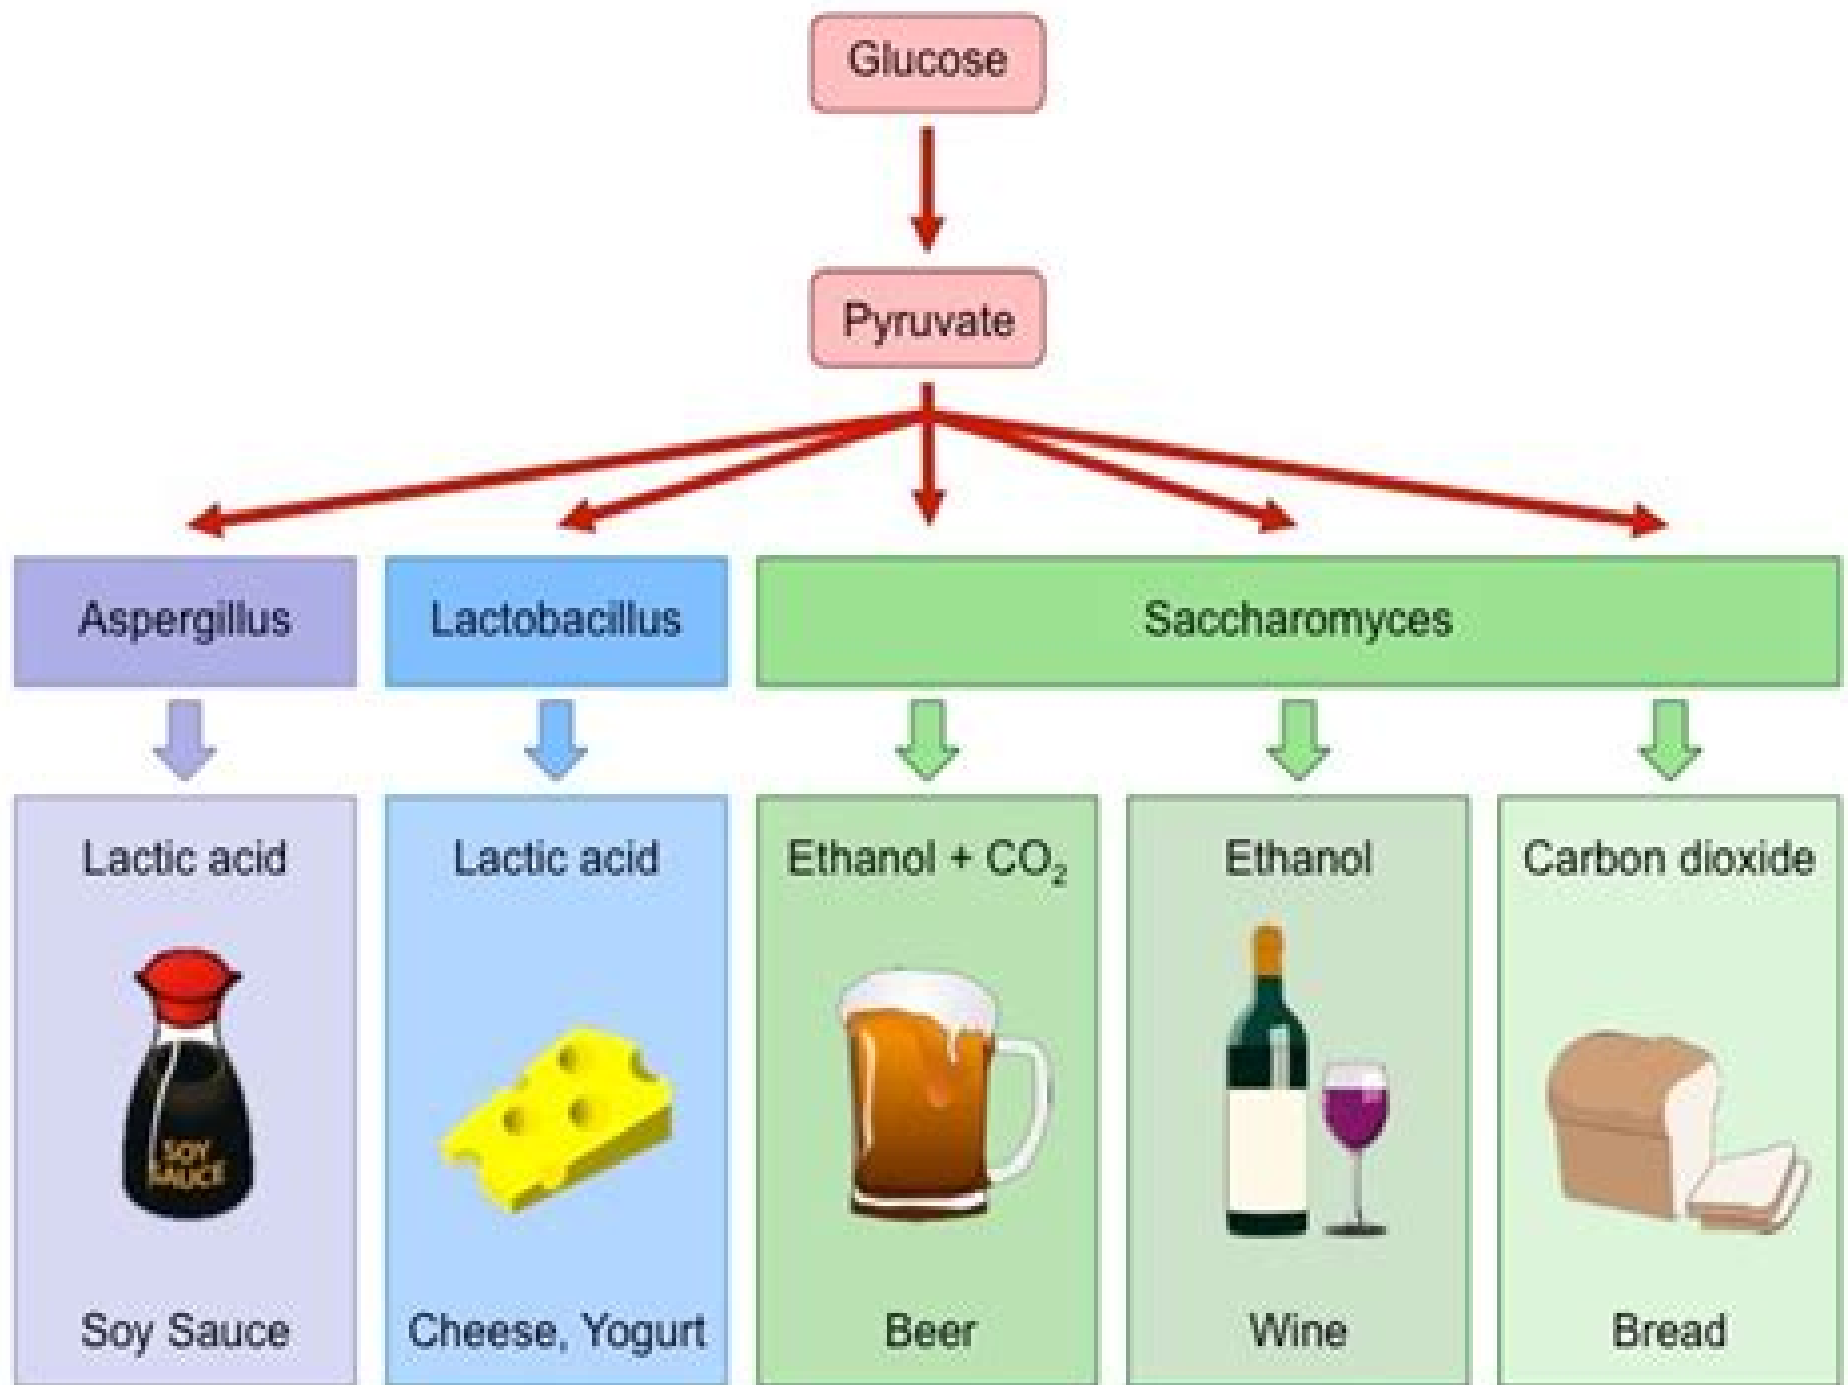 Glucose
Pyruvate
Aspergillus
Lactobacillus
Saccharomyces
Lactic acid
Lactic acid
Ethanol + CO₂
Ethanol
Carbon dioxide
SOY
SAUCE
Soy Sauce
Cheese, Yogurt
Beer
Wine
Bread